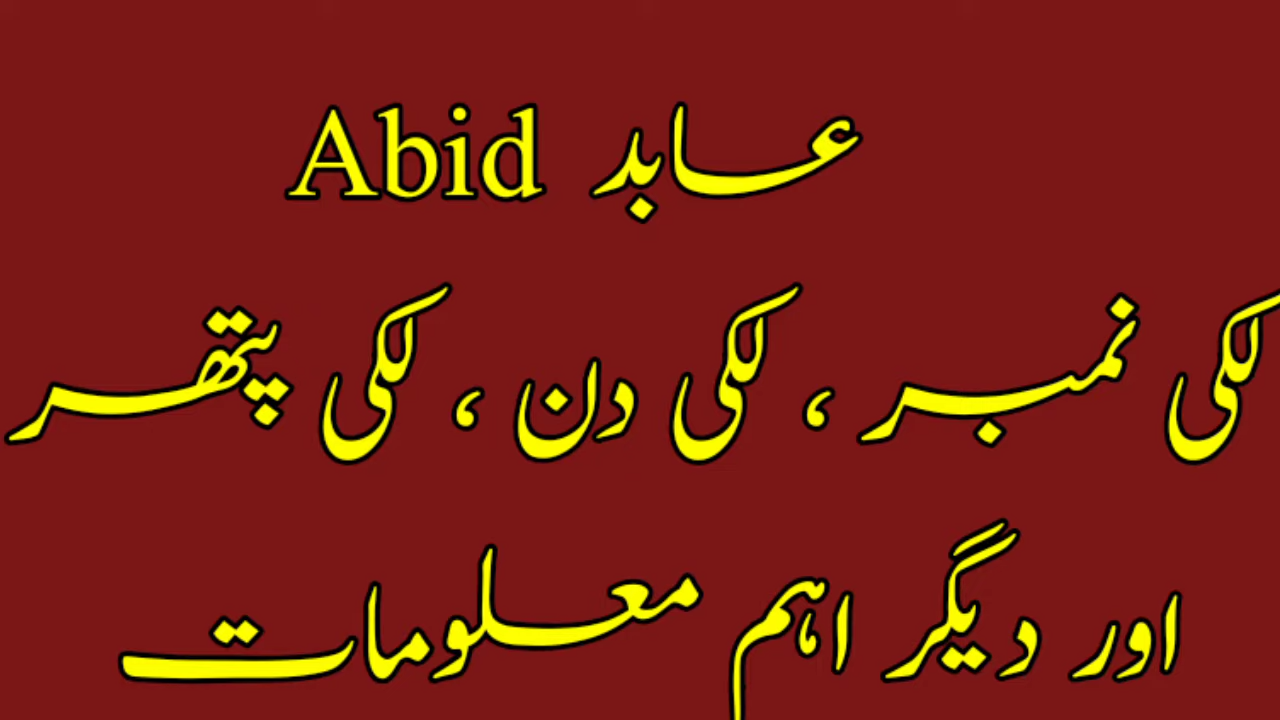 عابد Abid
لکی نمبر ، لکی دن ، لکی پتھر
اور دیگر اہم معلومات